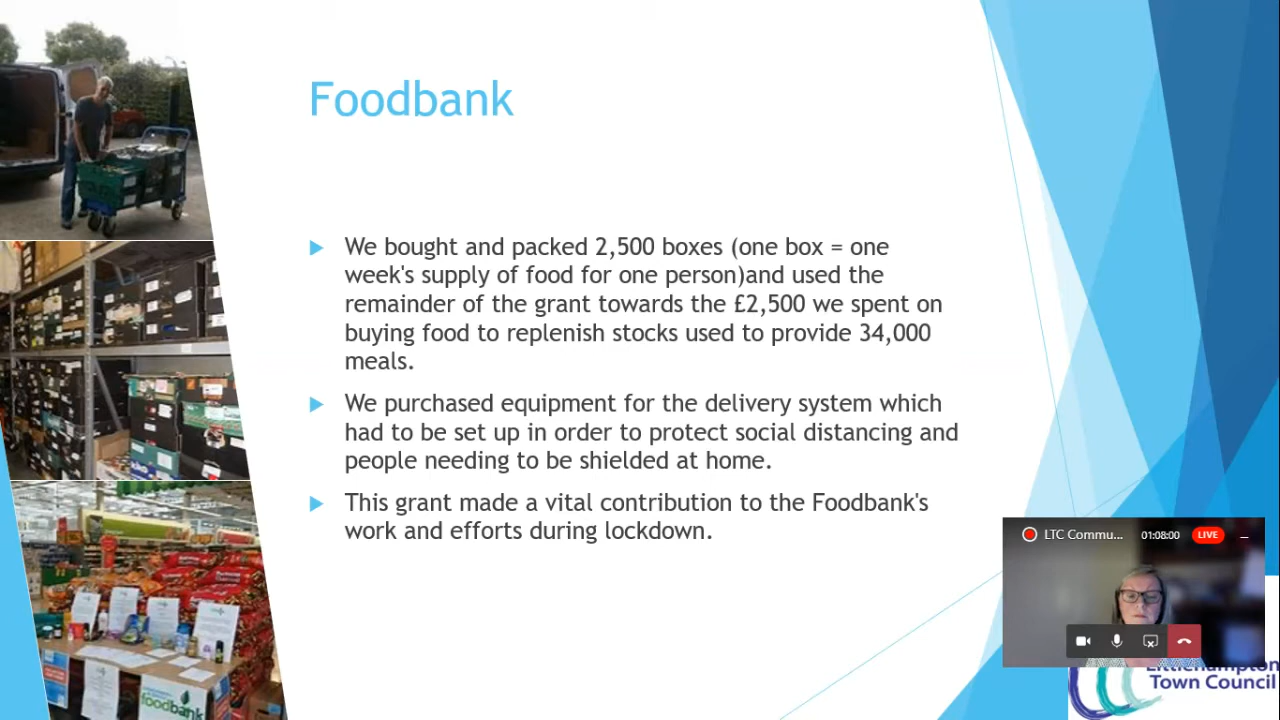 Foodbank
We bought and packed 2,500 boxes (one box = one
week's supply of food for one person)and used the
remainder of the grant towards the £2,500 we spent on
buying food to replenish stocks used to provide 34,000
meals.
We purchased equipment for the delivery system which
had to be set up in order to protect social distancing and
people needing to be shielded at home.
This grant made a vital contribution to the Foodbank's
work and efforts during lockdown.
foodbank
LTC Commu...
01:08:00
LIVE
Littlehampton
Town Council